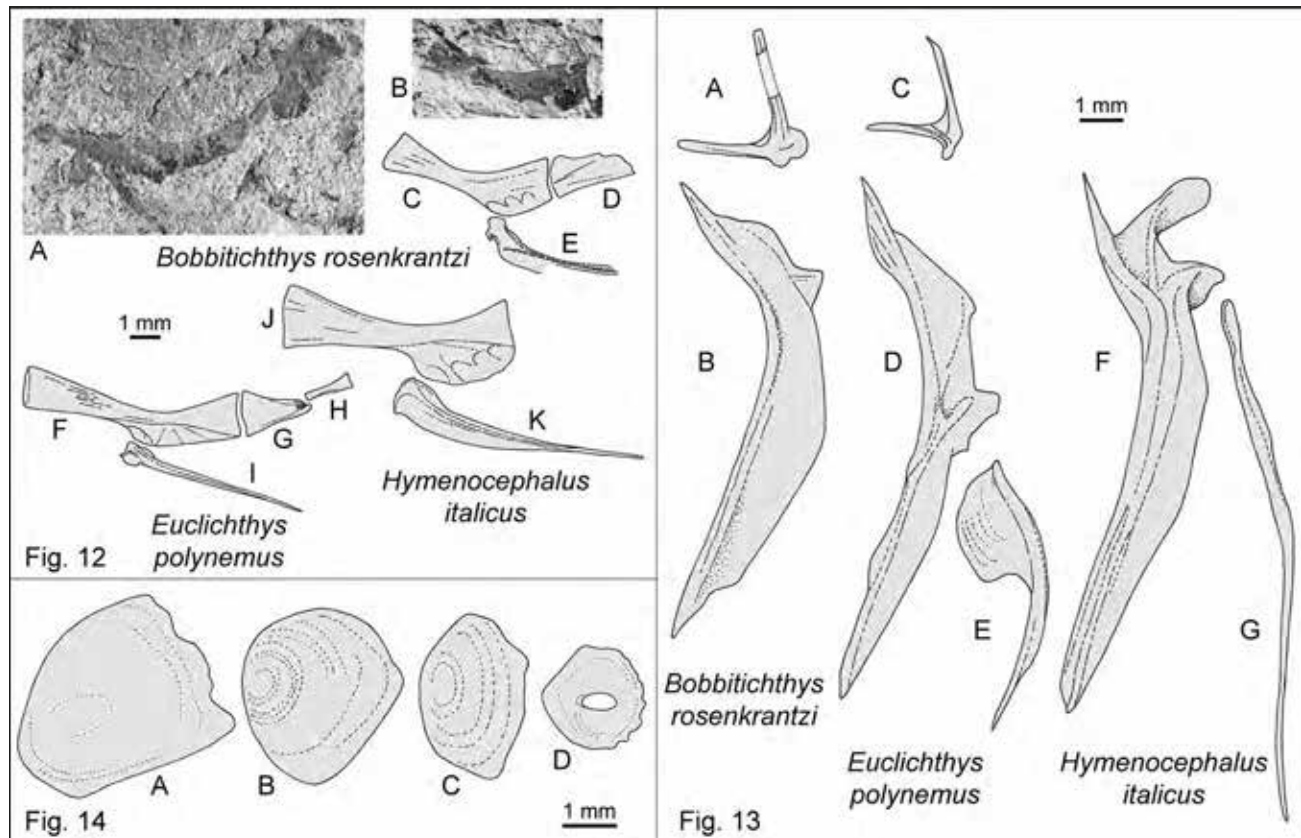 A
B
C
D
E
Bobbitichthys rosenkrantzi
1 mm
J
F
G
H
I
K
Euclichthys
polynemus
Hymenocephalus
italicus
Fig. 12
A
B
C
D
1 mm
Fig. 14
A
C
1 mm
B
D
E
F
G
Bobbitichthys
rosenkrantzi
Euclichthys
polynemus
Hymenocephalus
italicus
Fig. 13